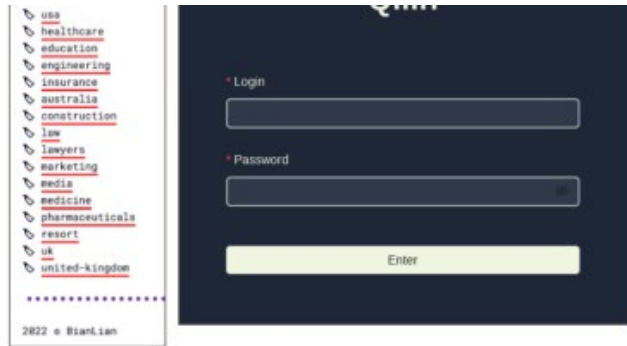 usa
healthcare
education
engineering
insurance
australia
construction
law
lawyers
marketing
media
medicine
pharmaceuticals
resort
uk
united-kingdom
2022 © BianLian
Qilin
* Login
* Password
Enter